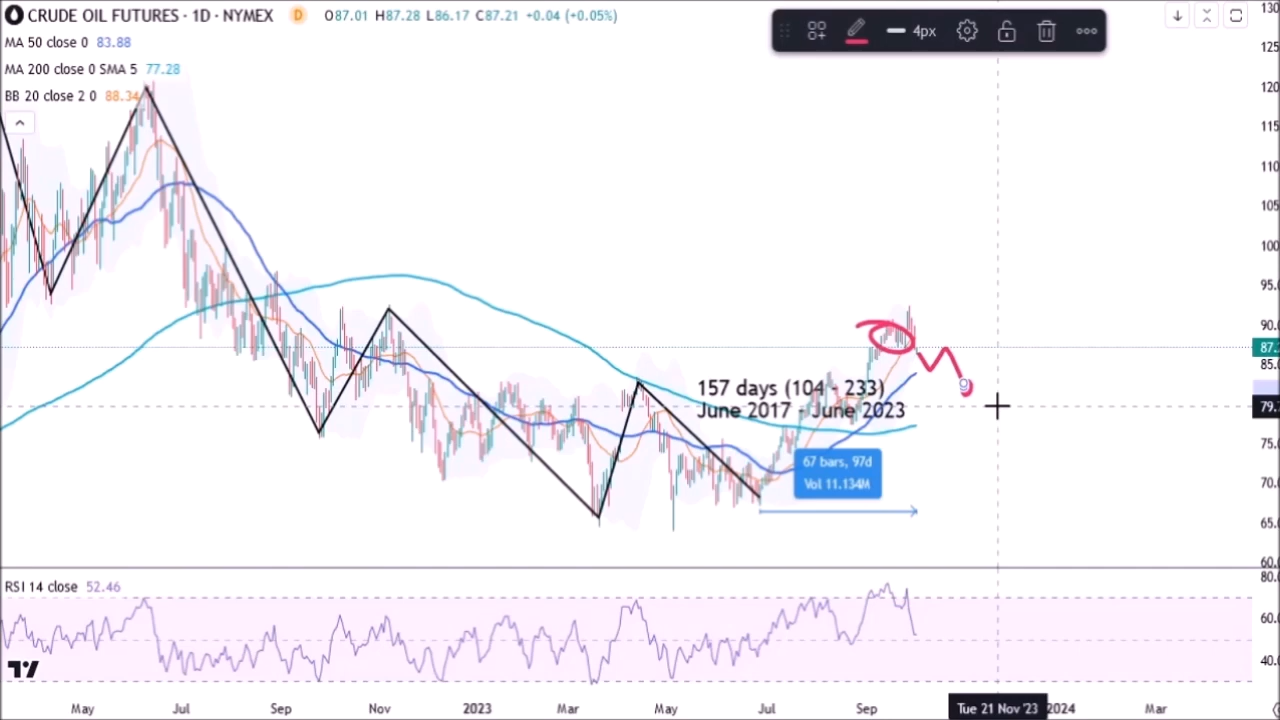 CRUDE OIL FUTURES · 1D · NYMEX D O87.01 H87.28 L86.17 C87.21 +0.04 (+0.05%)
4px
MA 50 close 0 83.88
MA 200 close 0 SMA 5 77.28
BB 20 close 2 0 88.34
125
120
115
110
105
100
95.
90.
87.
85.
157 days (104 - 233)
June 2017 - June 2023
79.
75.
67 bars, 97d
Vol 11.134M
70.
65.
60.
RSI 14 close 52.46
80.
60.
40.
May Jul Sep Nov 2023 Mar May Jul Sep Tue 21 Nov '23 2024 Mar